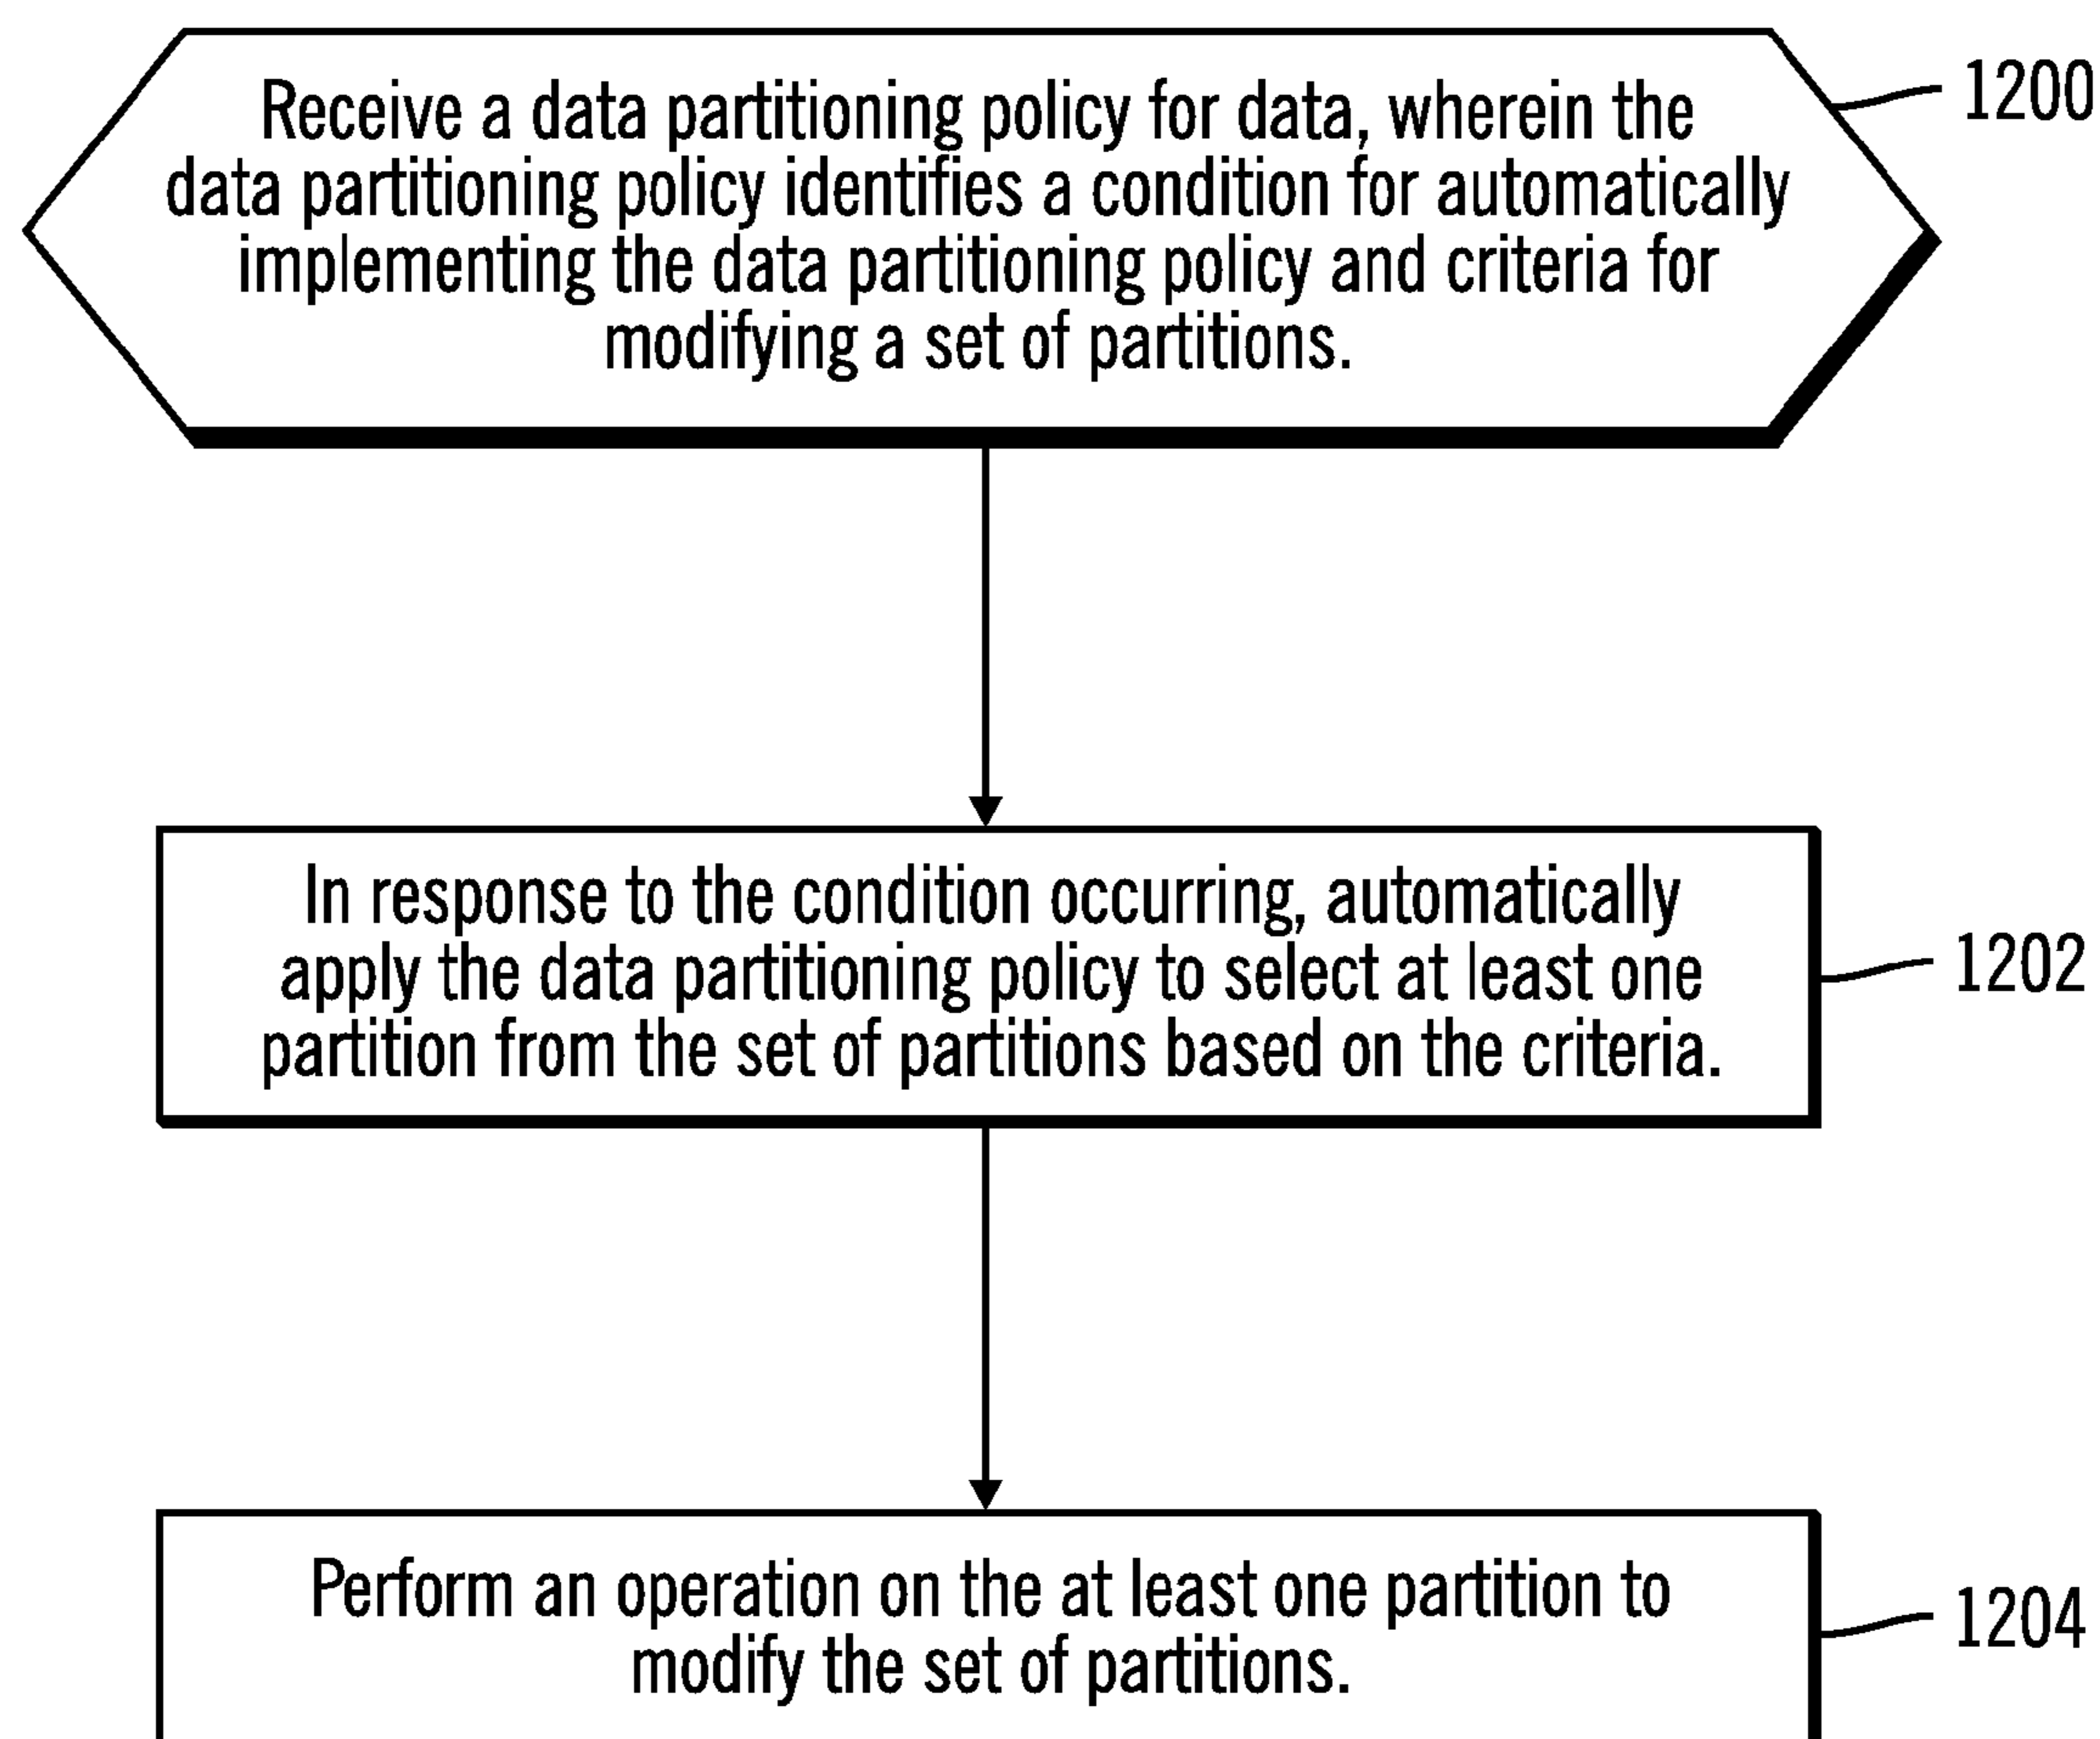 Receive a data partitioning policy for data, wherein the
data partitioning policy identifies a condition for automatically
implementing the data partitioning policy and criteria for
modifying a set of partitions.
1200
In response to the condition occurring, automatically
apply the data partitioning policy to select at least one
partition from the set of partitions based on the criteria.
1202
Perform an operation on the at least one partition to
modify the set of partitions.
1204